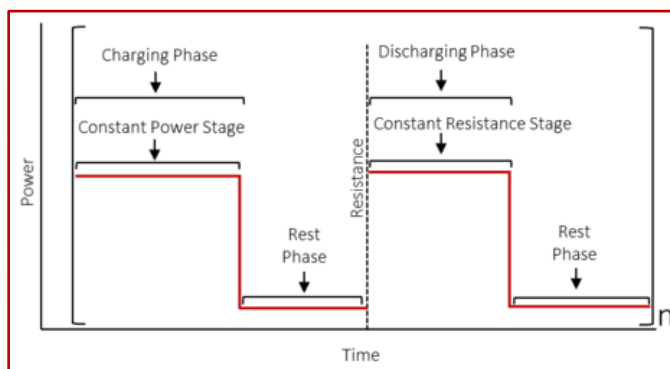 Charging Phase
Discharging Phase
Constant Power Stage
Constant Resistance Stage
Power
Resistance
Rest
Phase
Rest
Phase
n
Time